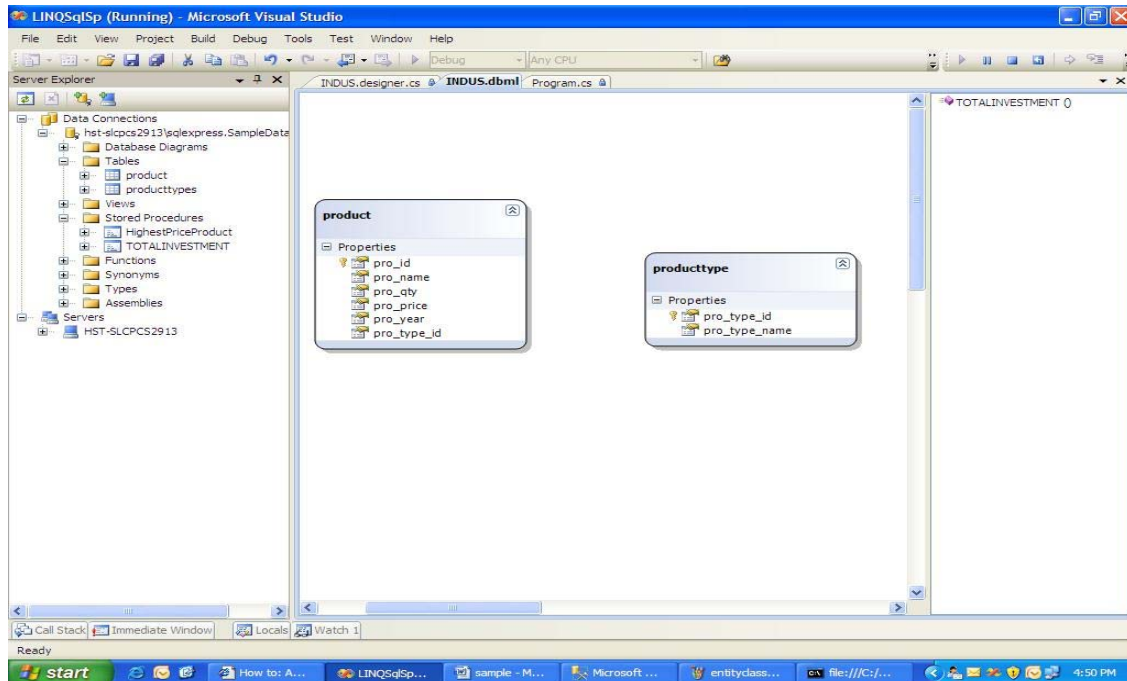 LINQSqlSp (Running) - Microsoft Visual Studio
File Edit View Project Build Debug Tools Test Window Help
Debug Any CPU
Server Explorer
INDUS.designer.cs INDUS.dbml Program.cs
Data Connections
hst-slcpcs2913\sqlexpress.SampleData
Database Diagrams
Tables
product
producttypes
Views
Stored Procedures
HighestPriceProduct
TOTALINVESTMENT
Functions
Synonyms
Types
Assemblies
Servers
HST-SLCPCS2913
product
Properties
pro_id
pro_name
pro_qty
pro_price
pro_year
pro_type_id
producttype
Properties
pro_type_id
pro_type_name
TOTALINVESTMENT ()
Call Stack Immediate Window Locals Watch 1
Ready
start How to: A... LINQSqlSp... sample - M... Microsoft ... entityclass... file:///C:/... 4:50 PM